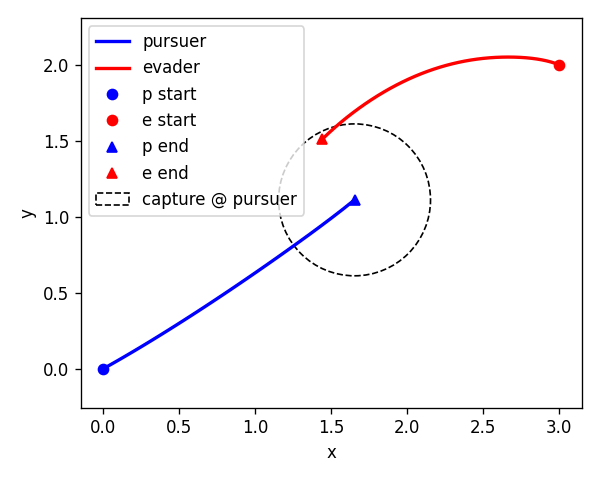 pursuer
evader
p start
e start
p end
e end
capture @ pursuer
y
2.0
1.5
1.0
0.5
0.0
0.0 0.5 1.0 1.5 2.0 2.5 3.0
x